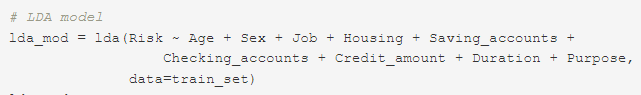 # LDA model
lda_mod = lda(Risk ~ Age + Sex + Job + Housing + Saving_accounts +
Checking_accounts + Credit_amount + Duration + Purpose,
data=train_set)